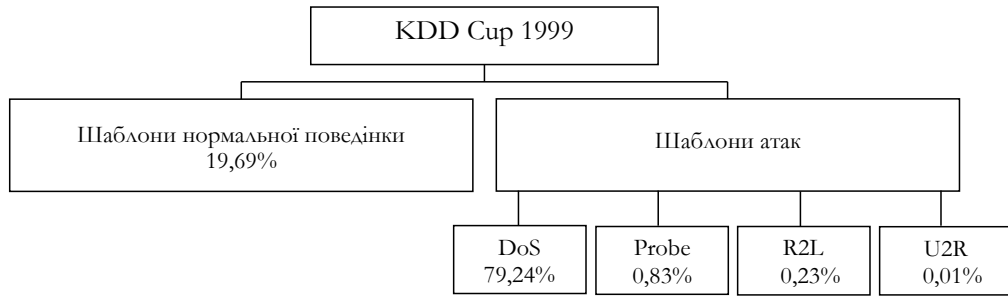 KDD Cup 1999
Шаблони нормальної поведінки
19,69%
Шаблони атак
DoS
79,24%
Probe
0,83%
R2L
0,23%
U2R
0,01%